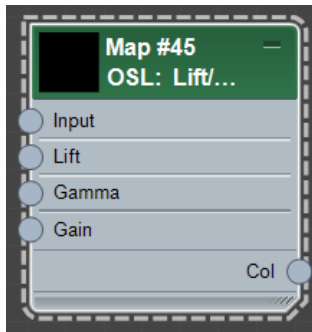 Map #45
OSL: Lift/...
Input
Lift
Gamma
Gain
Col